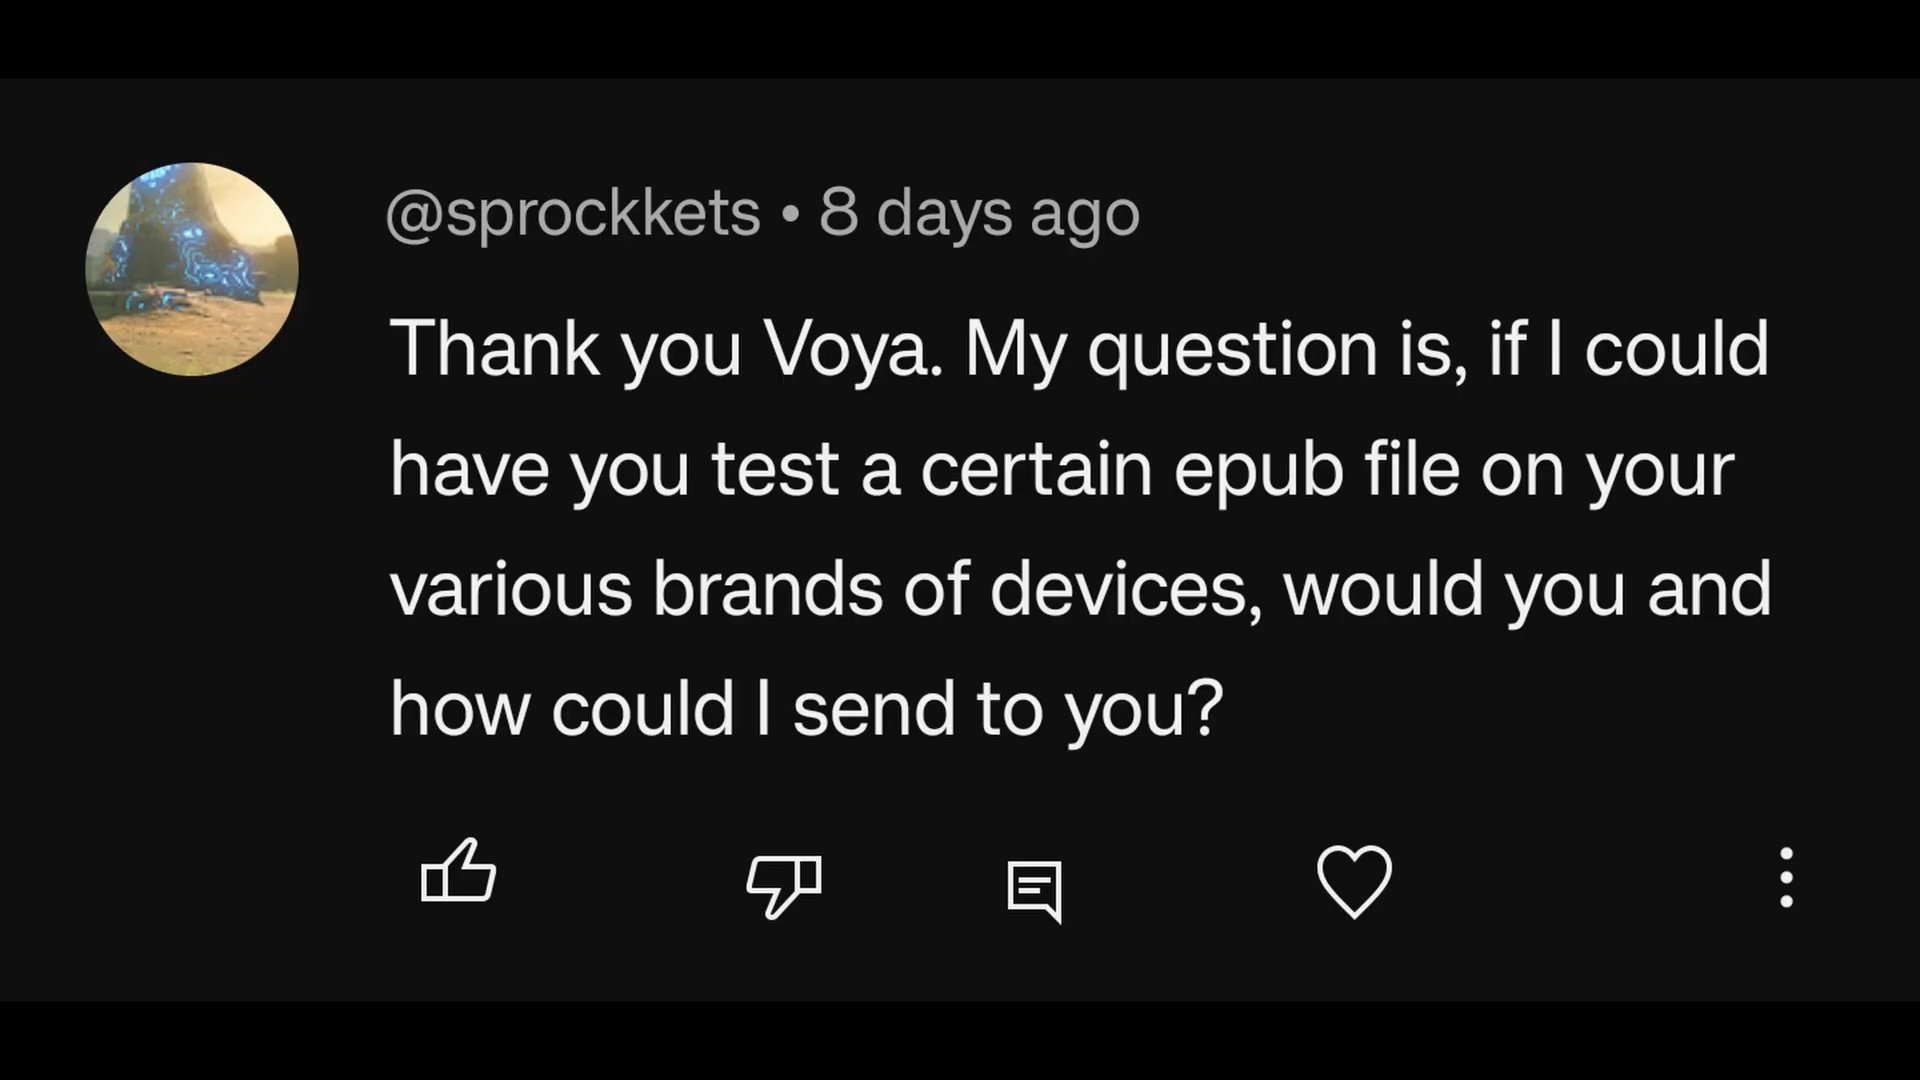 @sprockkets • 8 days ago
Thank you Voya. My question is, if I could
have you test a certain epub file on your
various brands of devices, would you and
how could I send to you?